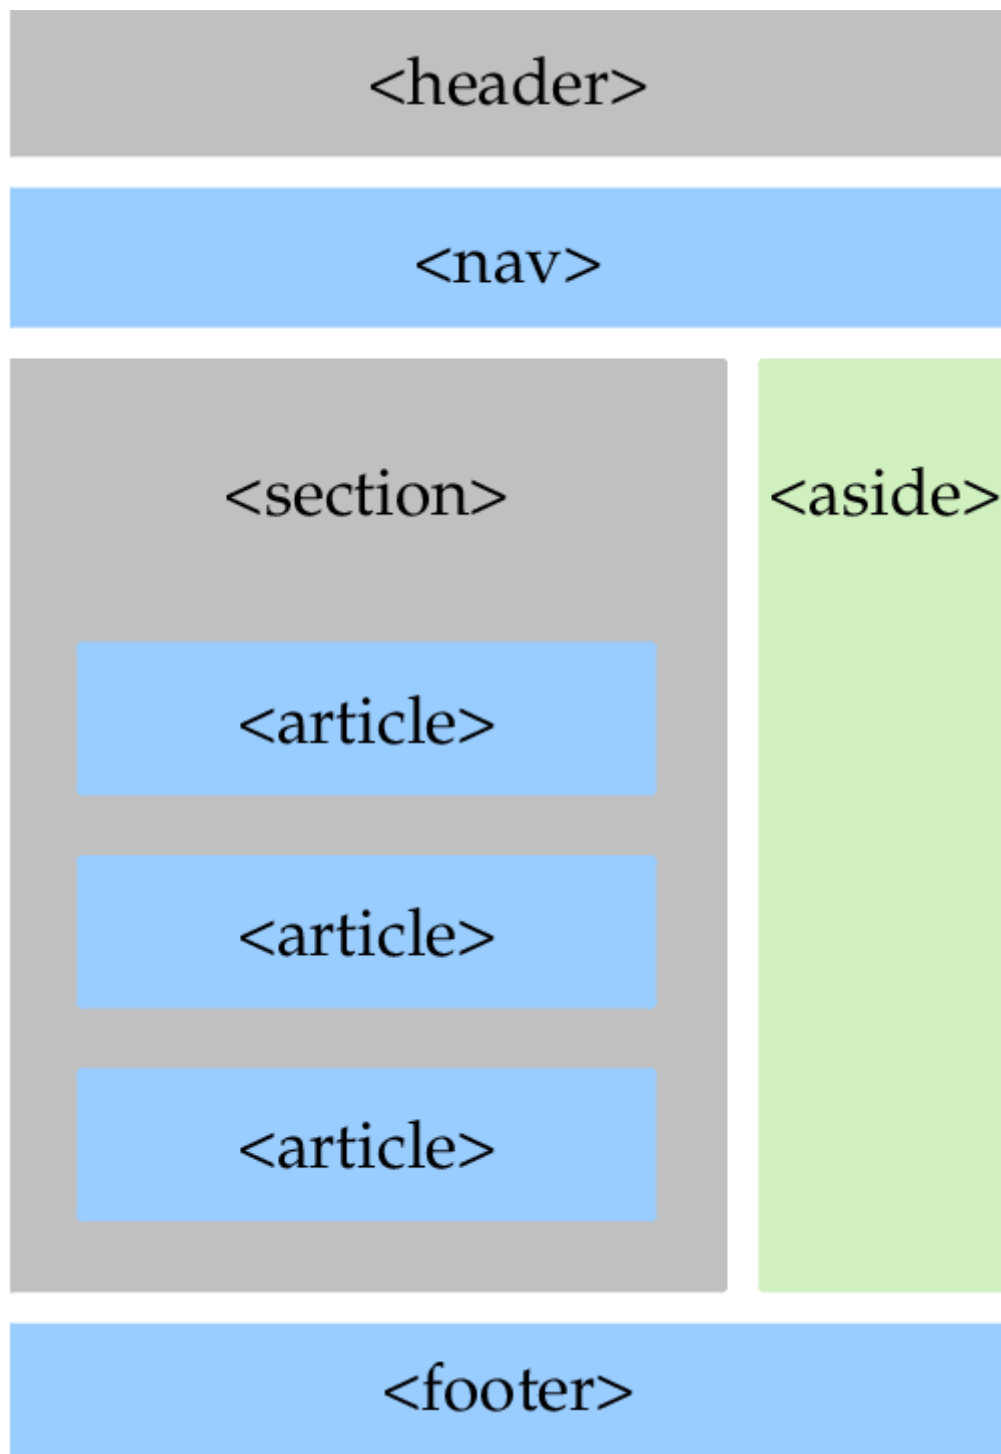 <header>
<nav>
<section>
<aside>
<article>
<article>
<article>
<footer>